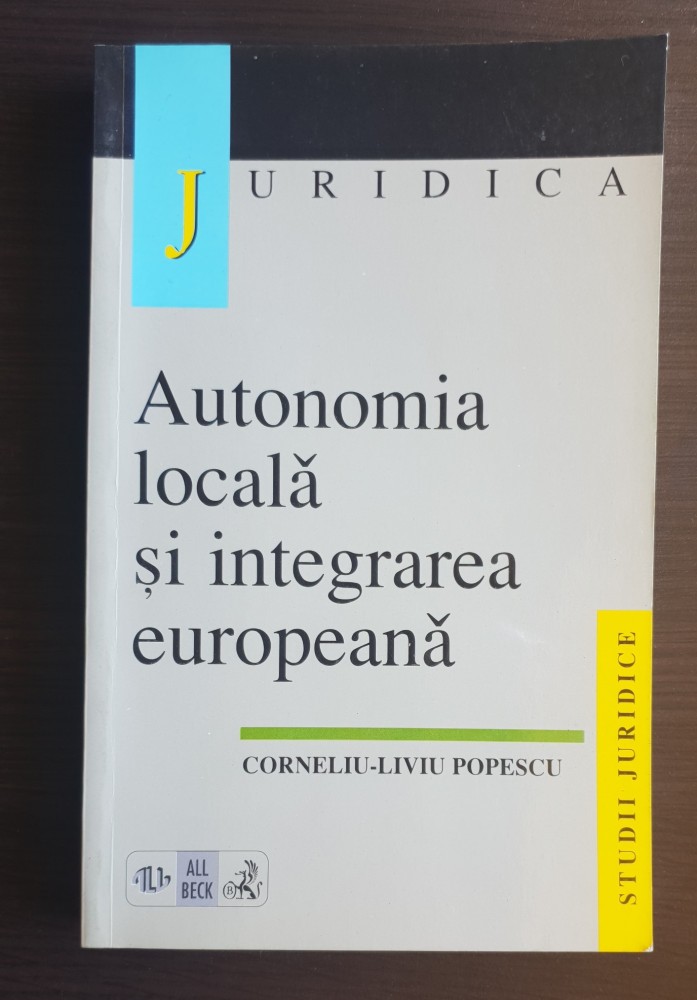 JURIDICA
Autonomia
locală
și integrarea
europeană
CORNELIU-LIVIU POPESCU
STUDII JURIDICE
ALL
BECK
B